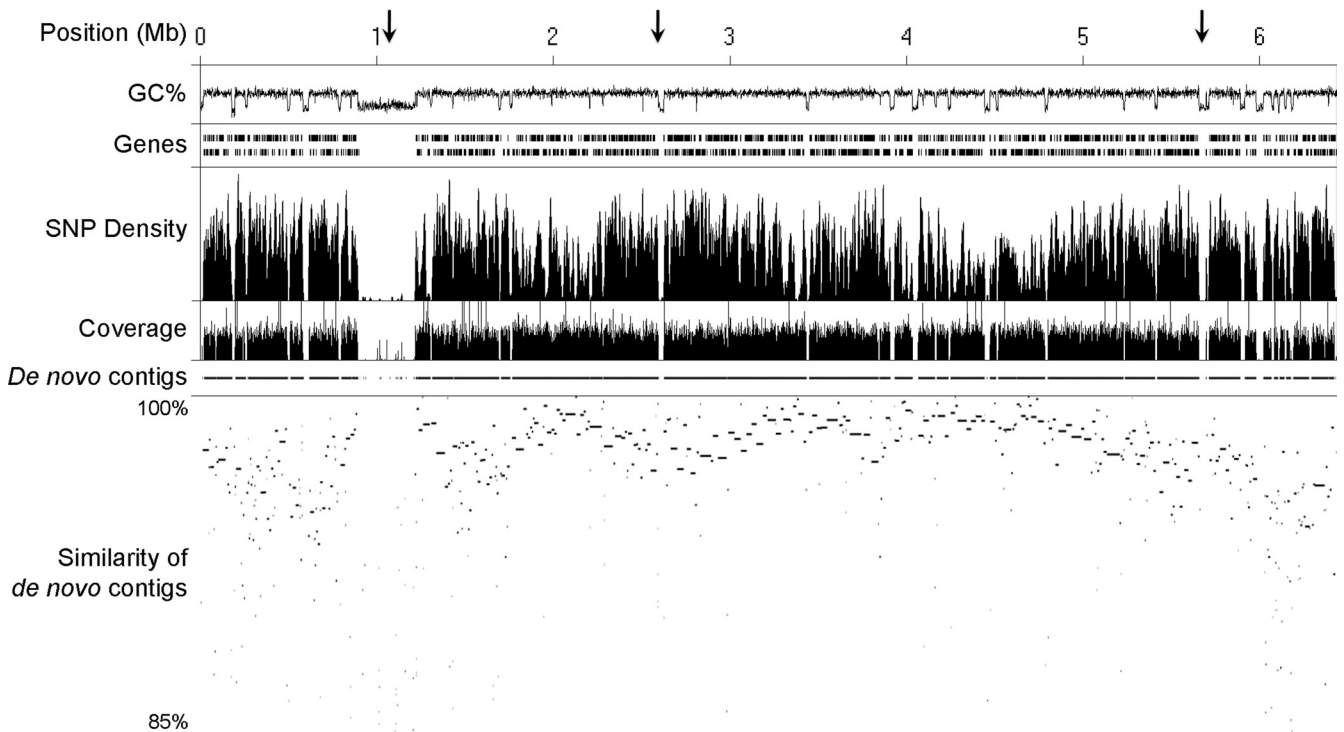 Position (Mb) 0 1 2 3 4 5 6
GC%
Genes
SNP Density
Coverage
De novo contigs
100%
Similarity of
de novo contigs
85%